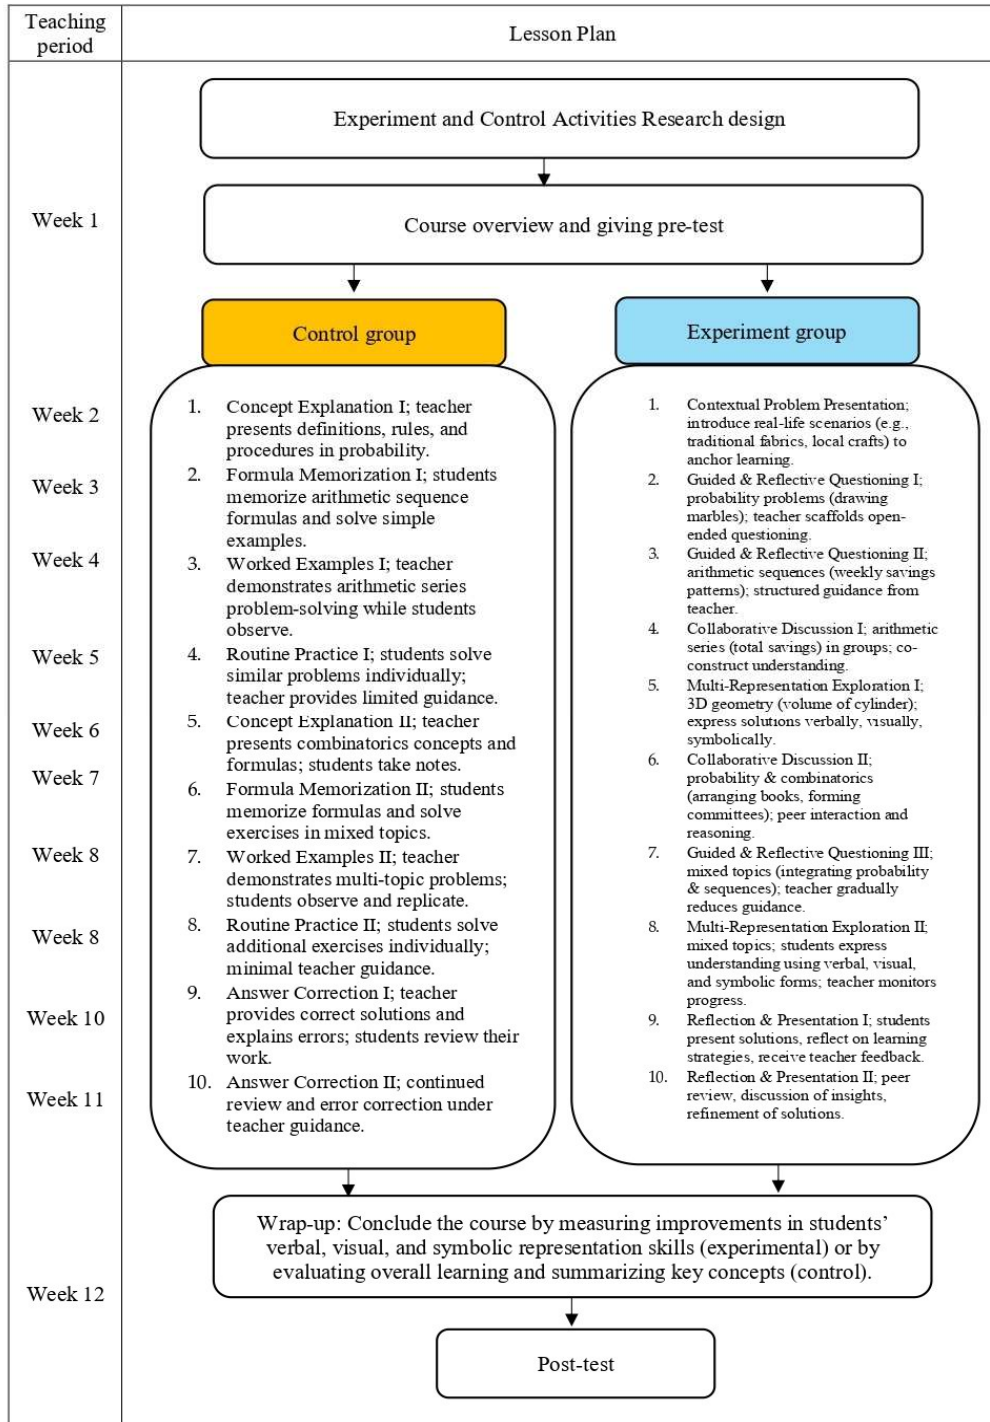 Teaching
period
Lesson Plan
Experiment and Control Activities Research design
Week 1
Course overview and giving pre-test
Control group
Experiment group
Week 2
Week 3
Week 4
Week 5
Week 6
Week 7
Week 8
Week 8
Week 10
Week 11
1. Concept Explanation I; teacher
presents definitions, rules, and
procedures in probability.
2. Formula Memorization I; students
memorize arithmetic sequence
formulas and solve simple
examples.
3. Worked Examples I; teacher
demonstrates arithmetic series
problem-solving while students
observe.
4. Routine Practice I; students solve
similar problems individually;
teacher provides limited guidance.
5. Concept Explanation II; teacher
presents combinatorics concepts and
formulas; students take notes.
6. Formula Memorization II; students
memorize formulas and solve
exercises in mixed topics.
7. Worked Examples II; teacher
demonstrates multi-topic problems;
students observe and replicate.
8. Routine Practice II; students solve
additional exercises individually;
minimal teacher guidance.
9. Answer Correction I; teacher
provides correct solutions and
explains errors; students review their
work.
10. Answer Correction II; continued
review and error correction under
teacher guidance.
1. Contextual Problem Presentation;
introduce real-life scenarios (e.g.,
traditional fabrics, local crafts) to
anchor learning.
2. Guided & Reflective Questioning I;
probability problems (drawing
marbles); teacher scaffolds open-
ended questioning.
3. Guided & Reflective Questioning II;
arithmetic sequences (weekly savings
patterns); structured guidance from
teacher.
4. Collaborative Discussion I; arithmetic
series (total savings) in groups; co-
construct understanding.
5. Multi-Representation Exploration I;
3D geometry (volume of cylinder);
express solutions verbally, visually,
symbolically.
6. Collaborative Discussion II;
probability & combinatorics
(arranging books, forming
committees); peer interaction and
reasoning.
7. Guided & Reflective Questioning III;
mixed topics (integrating probability
& sequences); teacher gradually
reduces guidance.
8. Multi-Representation Exploration II;
mixed topics; students express
understanding using verbal, visual,
and symbolic forms; teacher monitors
progress.
9. Reflection & Presentation I; students
present solutions, reflect on learning
strategies, receive teacher feedback.
10. Reflection & Presentation II; peer
review, discussion of insights,
refinement of solutions.
Wrap-up: Conclude the course by measuring improvements in students’
verbal, visual, and symbolic representation skills (experimental) or by
evaluating overall learning and summarizing key concepts (control).
Week 12
Post-test